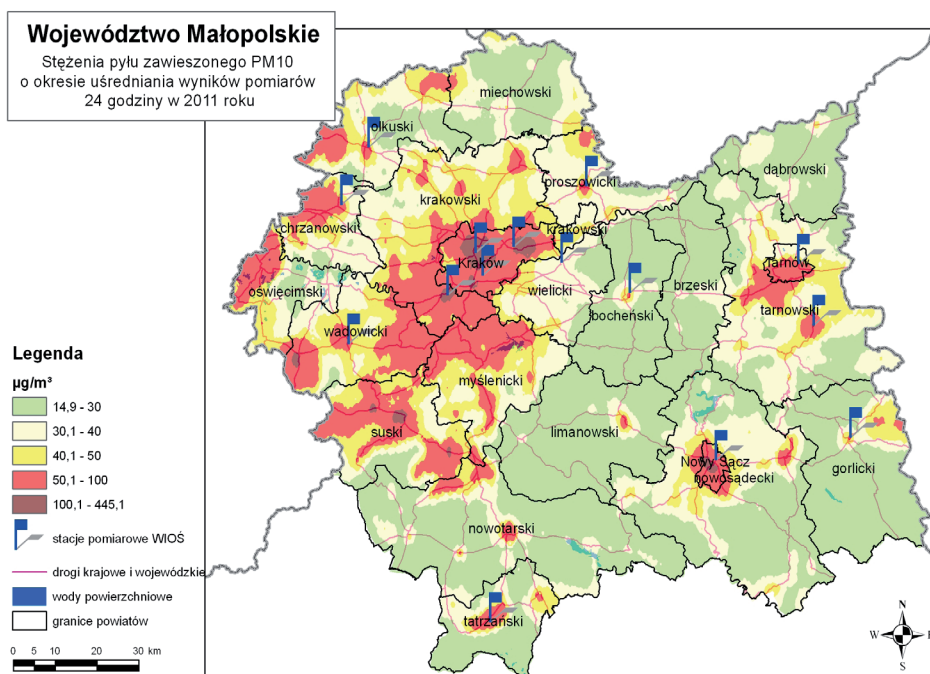 Województwo Małopolskie
Stężenia pyłu zawieszonego PM10
o okresie uśredniania wyników pomiarów
24 godziny w 2011 roku
miechowski
olkuski
dąbrowski
proszowicki
krakowski
chrzanowski
krakowski
Tarnów
Kraków
oświęcimski
wielicki
brzeski
tarnowski
bocheński
wadowicki
myślenicki
suski
limanowski
Nowy Sącz
nowosądecki
gorlicki
nowotarski
tatrzański
Legenda
µg/m³
14,9 - 30
30,1 - 40
40,1 - 50
50,1 - 100
100,1 - 445,1
stacje pomiarowe WIOŚ
drogi krajowe i wojewódzkie
wody powierzchniowe
granice powiatów
0 5 10 20 30 km
N
W E
S